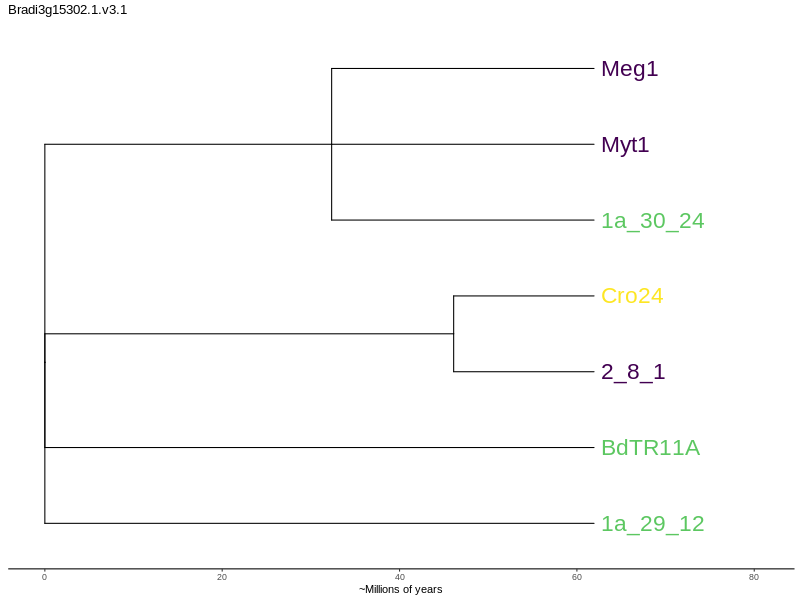 Bradi3g15302.1.v3.1
Meg1
Myt1
1a_30_24
Cro24
2_8_1
BdTR11A
1a_29_12
0 20 40 60 80
~Millions of years